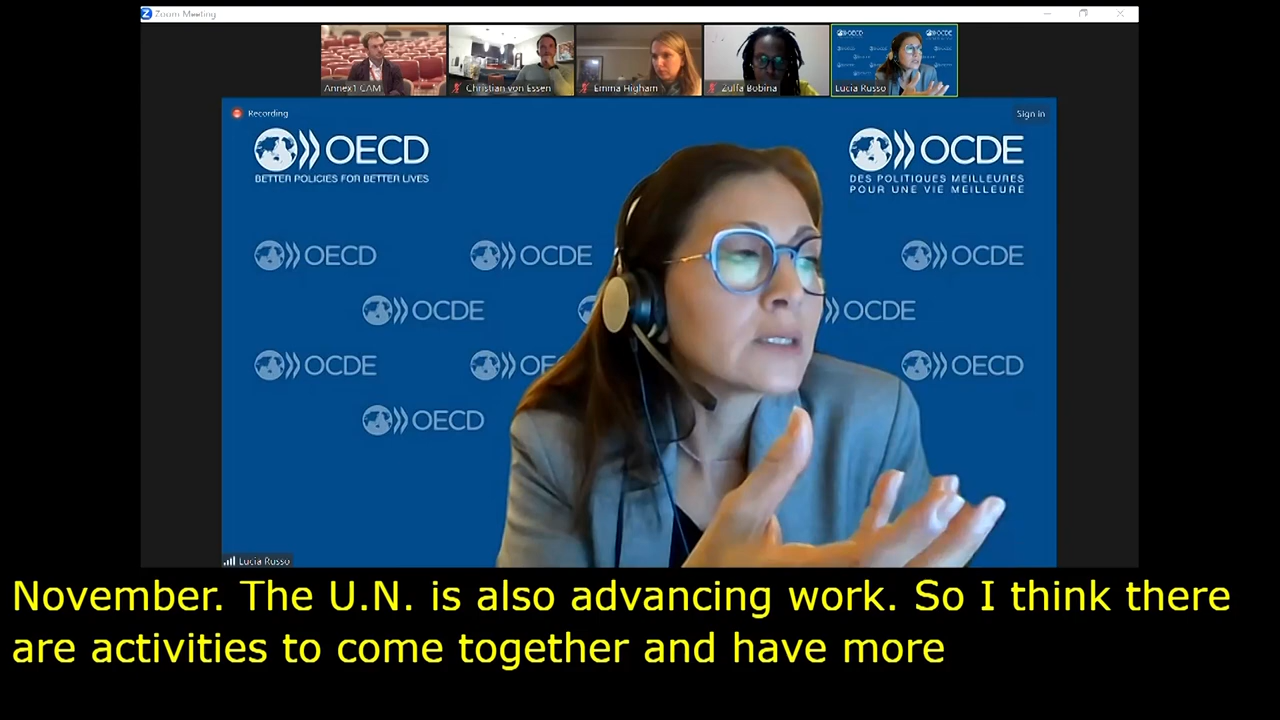 Zoom Meeting
Annex1 CAM
Christian von Essen
Emma Higham
Zulfa Bobina
Lucia Russo
Recording
Sign in
OECD
BETTER POLICIES FOR BETTER LIVES
OCDE
DES POLITIQUES MEILLEURES
POUR UNE VIE MEILLEURE
OECD
OCDE
OCDE
OCDE
OCDE
OCDE
OE
OECD
OECD
Lucia Russo
November. The U.N. is also advancing work. So I think there
are activities to come together and have more